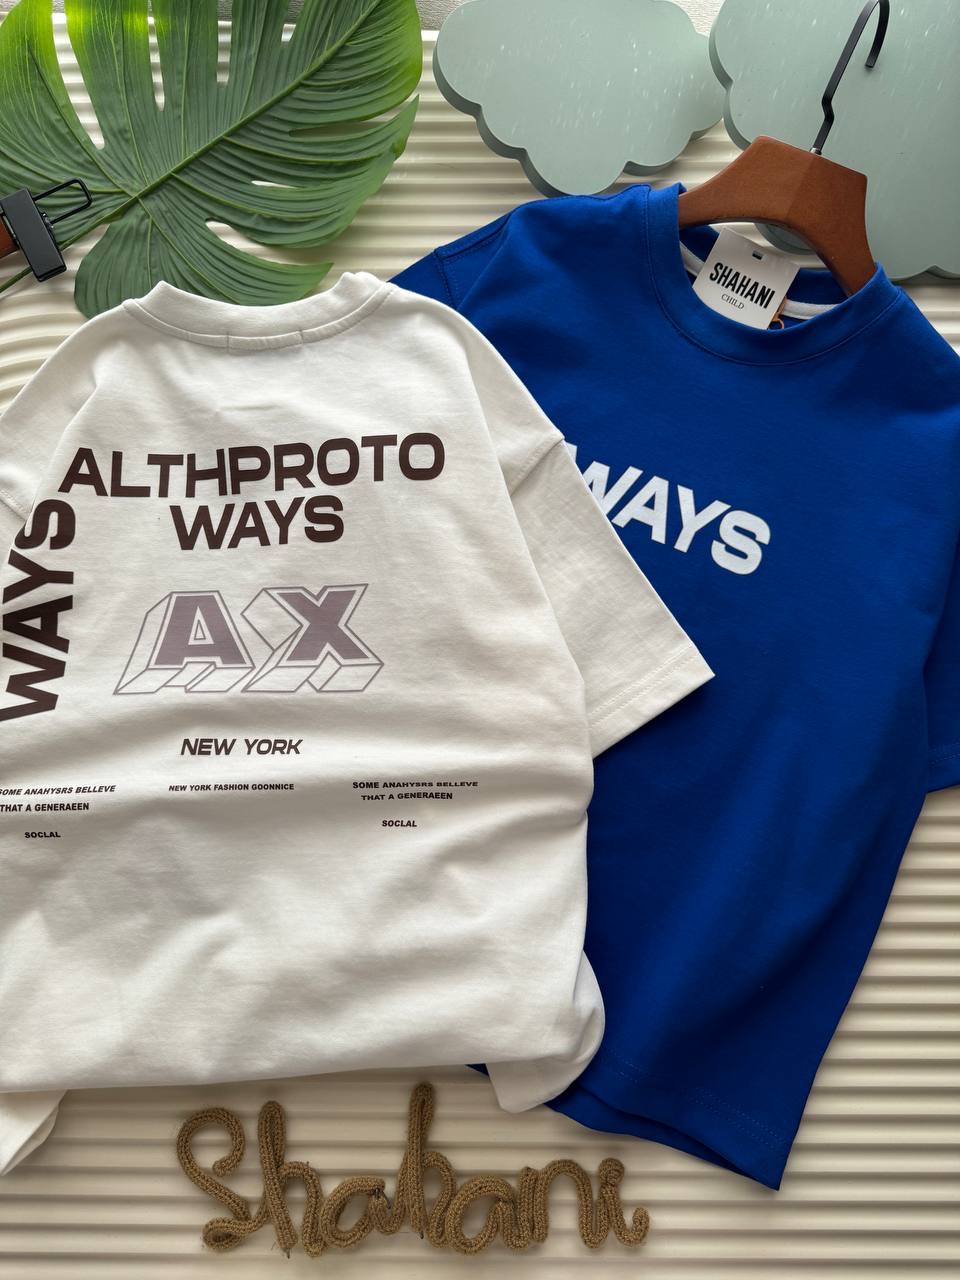 SHAHANI
CHILD
WAYS
ALTHPROTO
WAYS
WAYS
AX
NEW YORK
SOME ANAHYSRS BELLEVE
THAT A GENERAEEN
SOCLAL
NEW YORK FASHION GOONNICE
SOME ANAHYSRS BELLEVE
THAT A GENERAEEN
SOCLAL
Shahani